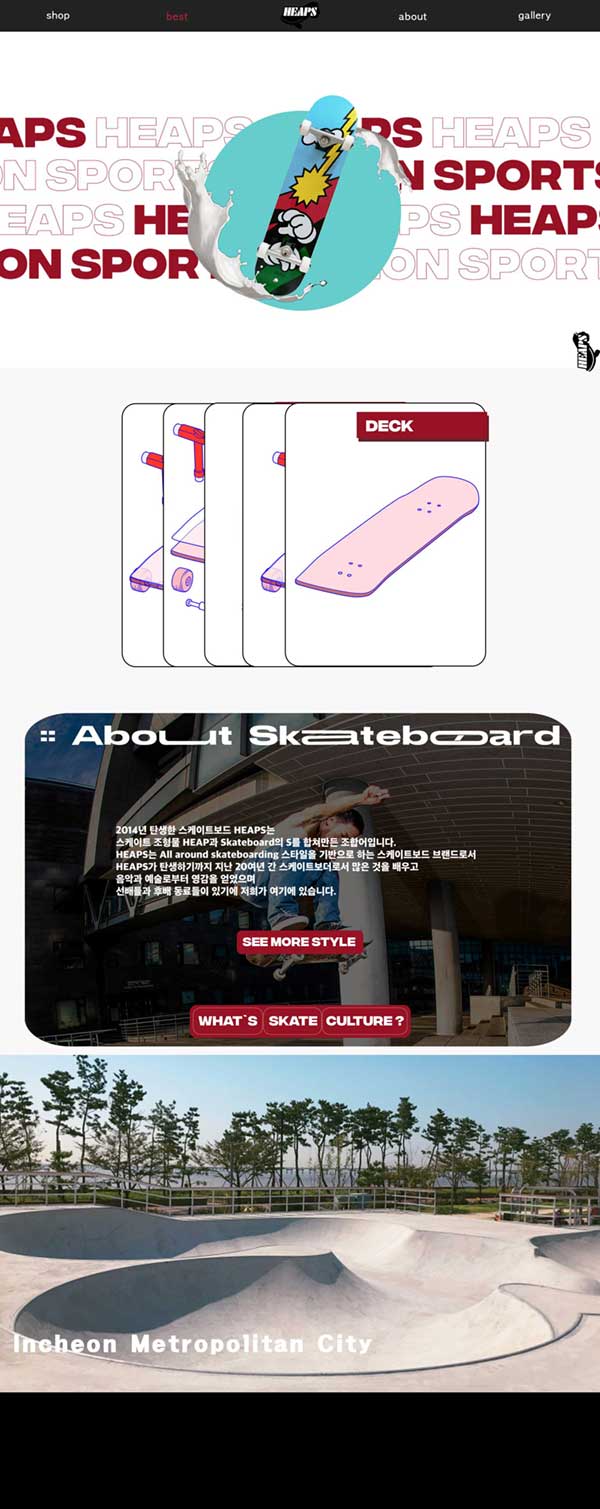 shop
best
HEAPS
about
gallery
APS HEAPS PS HEAPS
ON SPOR N SPORTS
EAPS HE PS HEAPS
ON SPORT ION SPORT
HEAPS
DECK
:: About Skateboard
2014년 탄생한 스케이트보드 HEAPS는
스케이트 조형물 HEAP과 Skateboard의 S를 합쳐만든 조합어입니다.
HEAPS는 All around skateboarding 스타일을 기반으로 하는 스케이트보드 브랜드로서
HEAPS가 탄생하기까지 지난 20여년 간 스케이트보더로서 많은 것을 배우고
음악과 예술로부터 영감을 얻었으며
선배들과 후배 동료들이 있기에 저희가 여기에 있습니다.
SEE MORE STYLE
WHAT`S SKATE CULTURE ?
Incheon Metropolitan City